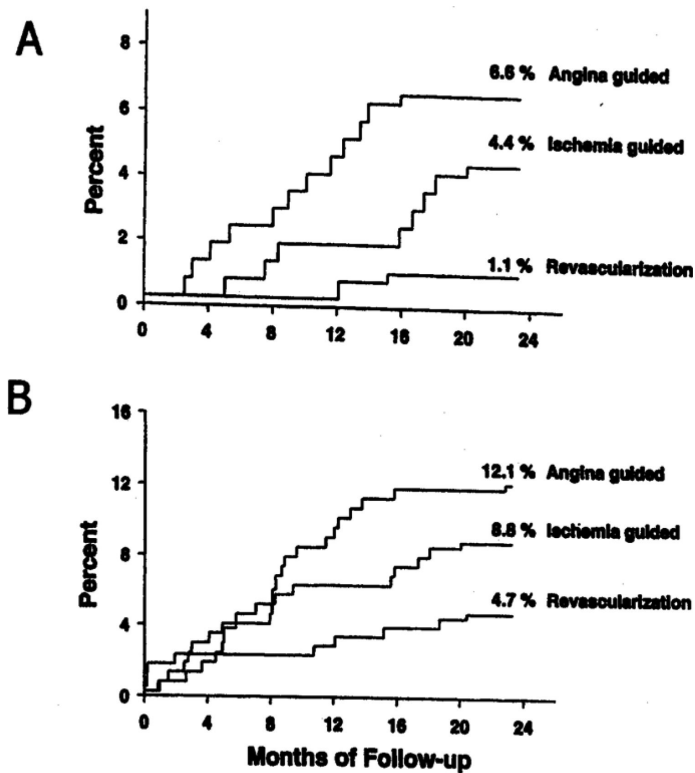 A
8
6.6 % Angina guided
6
4.4 % Ischemia guided
Percent
4
2
1.1 % Revascularization
0
0 4 8 12 16 20 24
B
16
12.1 % Angina guided
12
8.8 % Ischemia guided
8
Percent
4.7 % Revascularization
4
0
0 4 8 12 16 20 24
Months of Follow-up